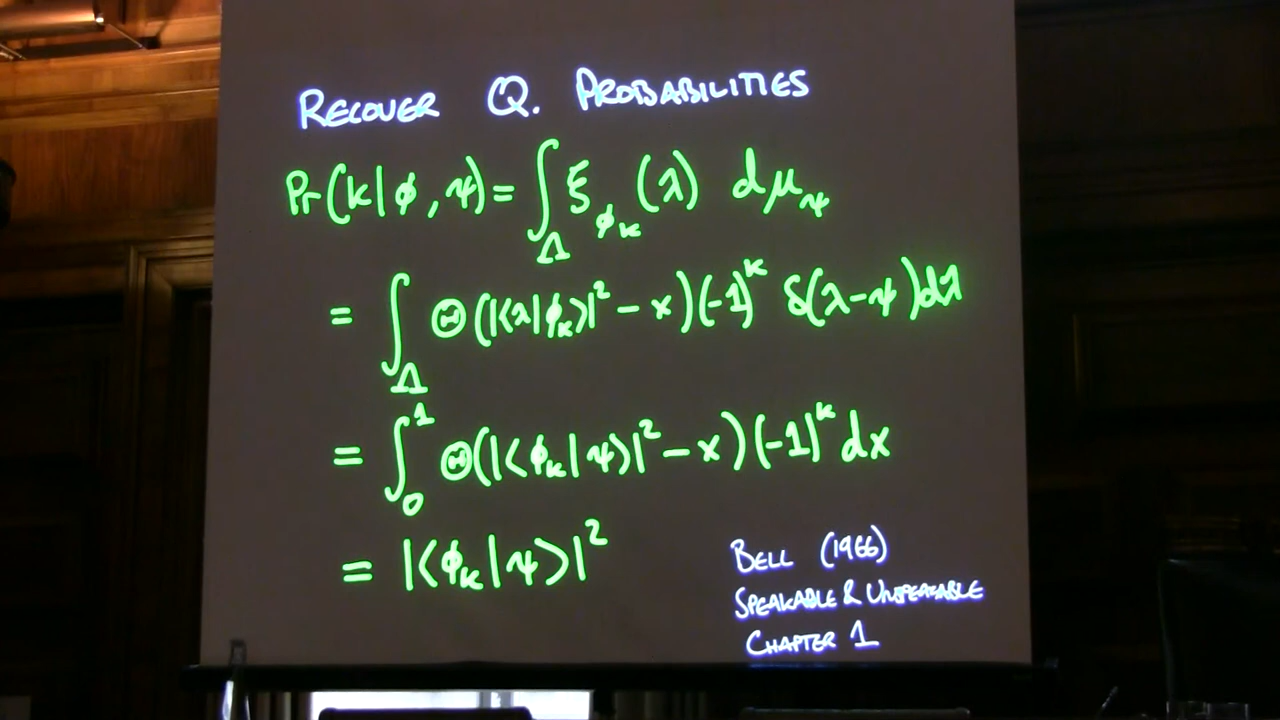 RECOVER Q. PROBABILITIES
Pr(k|ϕ,ψ)=∫_Λ ξ_{ϕ_k}(λ) dμ_ψ
= ∫_Λ Θ(|⟨λ|ϕ_k⟩|²-x)(-1)^k δ(λ-ψ)dλ
= ∫_0^1 Θ(|⟨ϕ_k|ψ⟩|²-x)(-1)^k dx
= |⟨ϕ_k|ψ⟩|²
BELL (1966)
SPEAKABLE & UNSPEAKABLE
CHAPTER 1